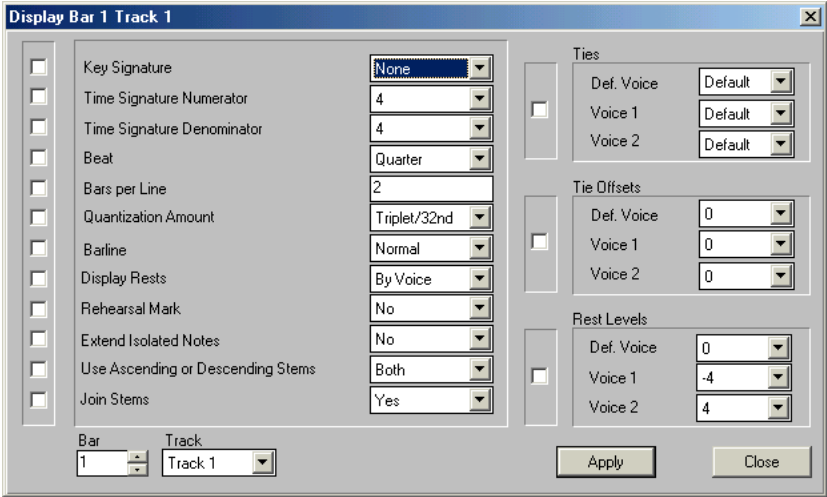 Display Bar 1 Track 1
Key Signature None
Time Signature Numerator 4
Time Signature Denominator 4
Beat Quarter
Bars per Line 2
Quantization Amount Triplet/32nd
Barline Normal
Display Rests By Voice
Rehearsal Mark No
Extend Isolated Notes No
Use Ascending or Descending Stems Both
Join Stems Yes
Ties
Def. Voice Default
Voice 1 Default
Voice 2 Default
Tie Offsets
Def. Voice 0
Voice 1 0
Voice 2 0
Rest Levels
Def. Voice 0
Voice 1 -4
Voice 2 4
Bar Track
1 Track 1
Apply Close